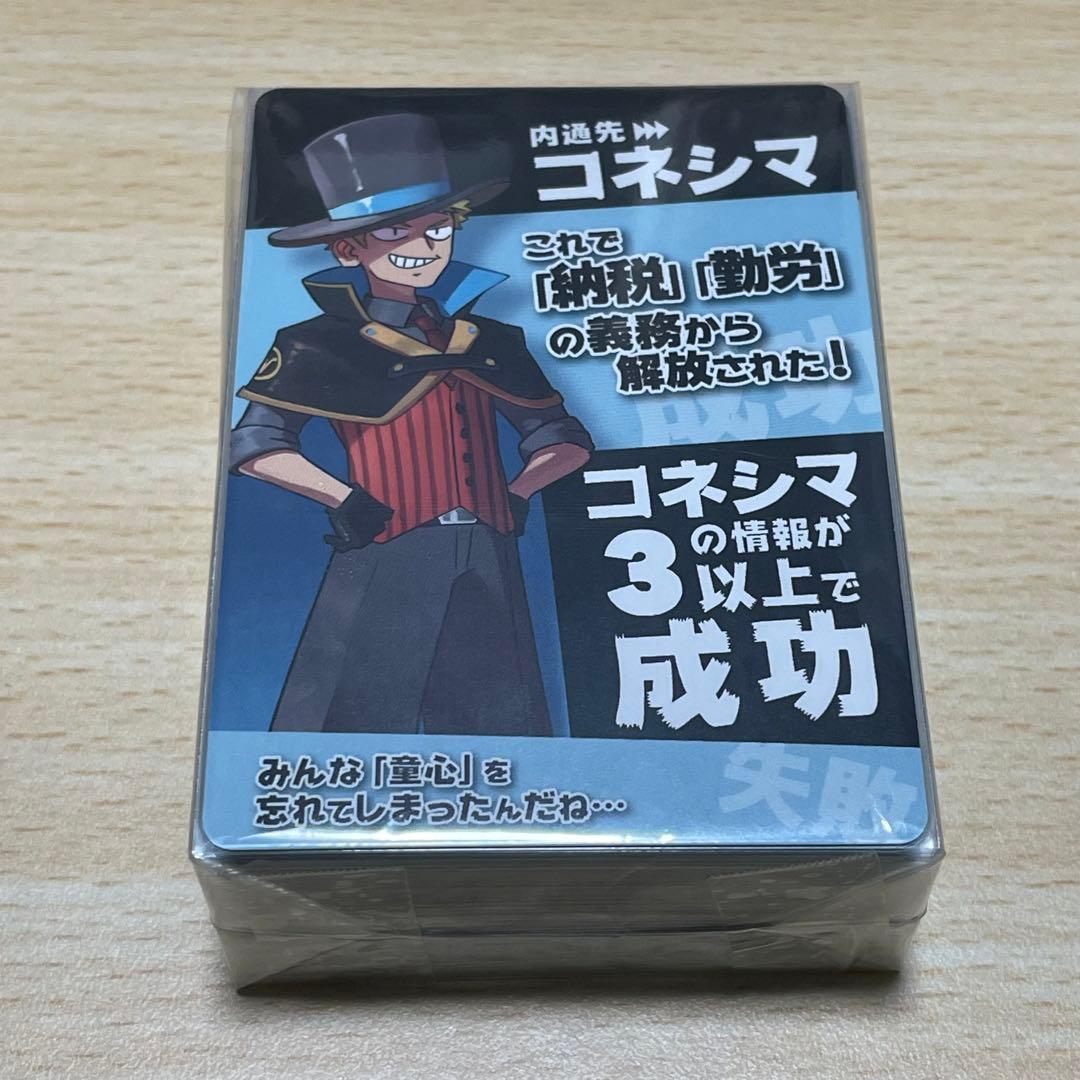 内通先
コネシマ
これで
「納税」「勤労」
の義務から
解放された!
成功
コネシマ
の情報が
3以上で
成功
みんな「童心」を
忘れてしまったんだね…
失敗